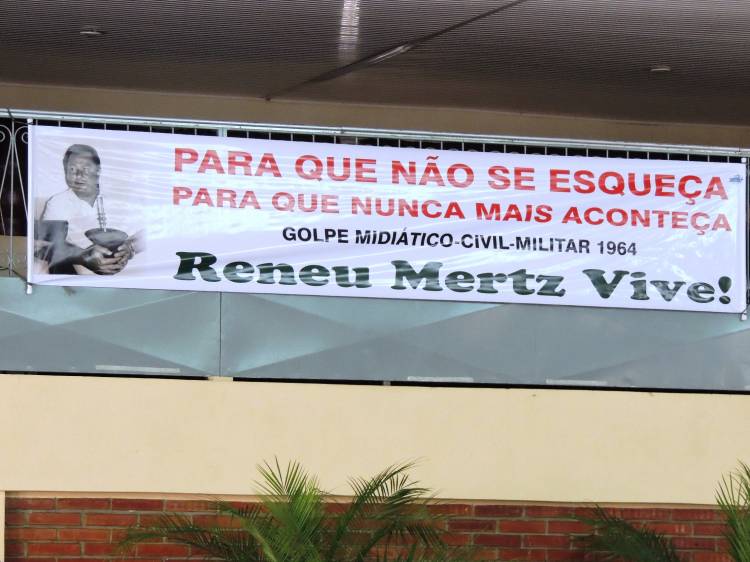 PARA QUE NÃO SE ESQUEÇA
PARA QUE NUNCA MAIS ACONTEÇA
GOLPE MIDIÁTICO-CIVIL-MILITAR 1964
Reneu Mertz Vive!